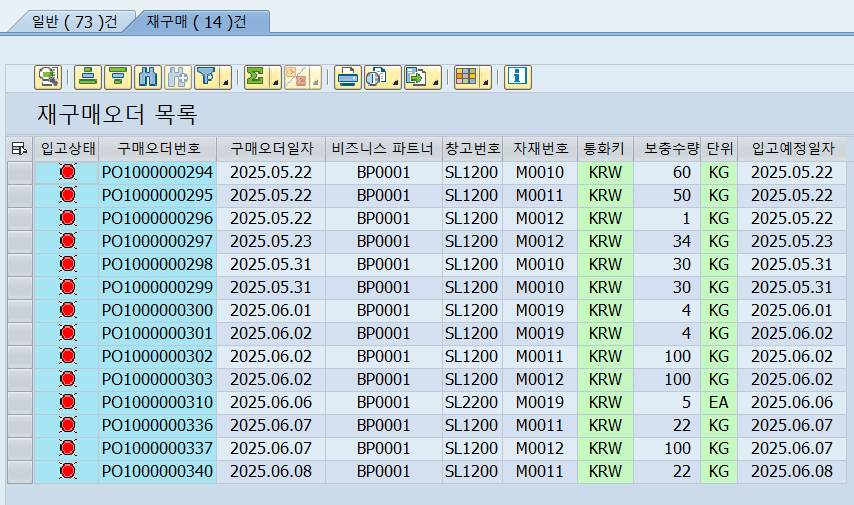 일반 ( 73 )건 재구매 ( 14 )건
재구매오더 목록
입고상태 구매오더번호 구매오더일자 비즈니스 파트너 창고번호 자재번호 통화키 보충수량 단위 입고예정일자
PO1000000294 2025.05.22 BP0001 SL1200 M0010 KRW 60 KG 2025.05.22
PO1000000295 2025.05.22 BP0001 SL1200 M0011 KRW 50 KG 2025.05.22
PO1000000296 2025.05.22 BP0001 SL1200 M0012 KRW 1 KG 2025.05.22
PO1000000297 2025.05.23 BP0001 SL1200 M0012 KRW 34 KG 2025.05.23
PO1000000298 2025.05.31 BP0001 SL1200 M0010 KRW 30 KG 2025.05.31
PO1000000299 2025.05.31 BP0001 SL1200 M0010 KRW 30 KG 2025.05.31
PO1000000300 2025.06.01 BP0001 SL1200 M0019 KRW 4 KG 2025.06.01
PO1000000301 2025.06.02 BP0001 SL1200 M0019 KRW 4 KG 2025.06.02
PO1000000302 2025.06.02 BP0001 SL1200 M0011 KRW 100 KG 2025.06.02
PO1000000303 2025.06.02 BP0001 SL1200 M0012 KRW 100 KG 2025.06.02
PO1000000310 2025.06.06 BP0001 SL2200 M0019 KRW 5 EA 2025.06.06
PO1000000336 2025.06.07 BP0001 SL1200 M0011 KRW 22 KG 2025.06.07
PO1000000337 2025.06.07 BP0001 SL1200 M0012 KRW 100 KG 2025.06.07
PO1000000340 2025.06.08 BP0001 SL1200 M0011 KRW 22 KG 2025.06.08